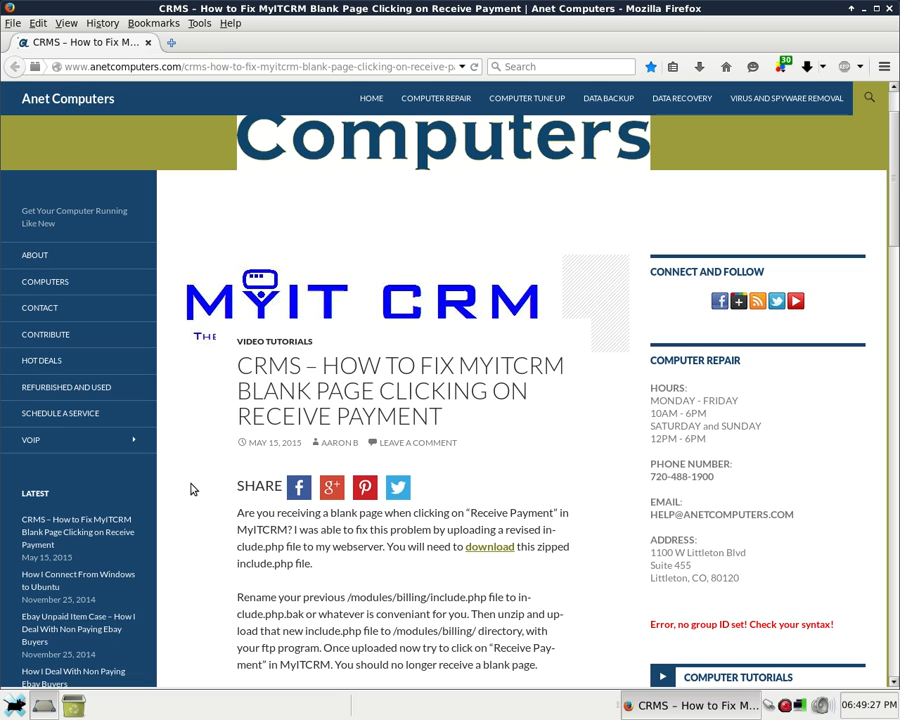 CRMS – How to Fix MyITCRM Blank Page Clicking on Receive Payment | Anet Computers - Mozilla Firefox
File Edit View History Bookmarks Tools Help
CRMS – How to Fix M...
www.anetcomputers.com/crms-how-to-fix-myitcrm-blank-page-clicking-on-receive-p
Search
30
Anet Computers
HOME COMPUTER REPAIR COMPUTER TUNE UP DATA BACKUP DATA RECOVERY VIRUS AND SPYWARE REMOVAL
Computers
Get Your Computer Running
Like New
ABOUT
COMPUTERS
CONTACT
CONTRIBUTE
HOT DEALS
REFURBISHED AND USED
SCHEDULE A SERVICE
VOIP
LATEST
CRMS – How to Fix MyITCRM
Blank Page Clicking on Receive
Payment
May 15, 2015
How I Connect From Windows
to Ubuntu
November 25, 2014
Ebay Unpaid Item Case – How I
Deal With Non Paying Ebay
Buyers
November 25, 2014
How I Deal With Non Paying
Ebay Buyers
MYIT CRM
THE
VIDEO TUTORIALS
CRMS – HOW TO FIX MYITCRM
BLANK PAGE CLICKING ON
RECEIVE PAYMENT
MAY 15, 2015 AARON B LEAVE A COMMENT
SHARE
Are you receiving a blank page when clicking on “Receive Payment” in
MyITCRM? I was able to fix this problem by uploading a revised in-
clude.php file to my webserver. You will need to download this zipped
include.php file.
Rename your previous /modules/billing/include.php file to in-
clude.php.bak or whatever is conveniant for you. Then unzip and up-
load that new include.php file to /modules/billing/ directory, with
your ftp program. Once uploaded now try to click on “Receive Pay-
ment” in MyITCRM. You should no longer receive a blank page.
CONNECT AND FOLLOW
COMPUTER REPAIR
HOURS:
MONDAY - FRIDAY
10AM - 6PM
SATURDAY and SUNDAY
12PM - 6PM
PHONE NUMBER:
720-488-1900
EMAIL:
HELP@ANETCOMPUTERS.COM
ADDRESS:
1100 W Littleton Blvd
Suite 455
Littleton, CO, 80120
Error, no group ID set! Check your syntax!
COMPUTER TUTORIALS
CRMS – How to Fix M...
06:49:27 PM